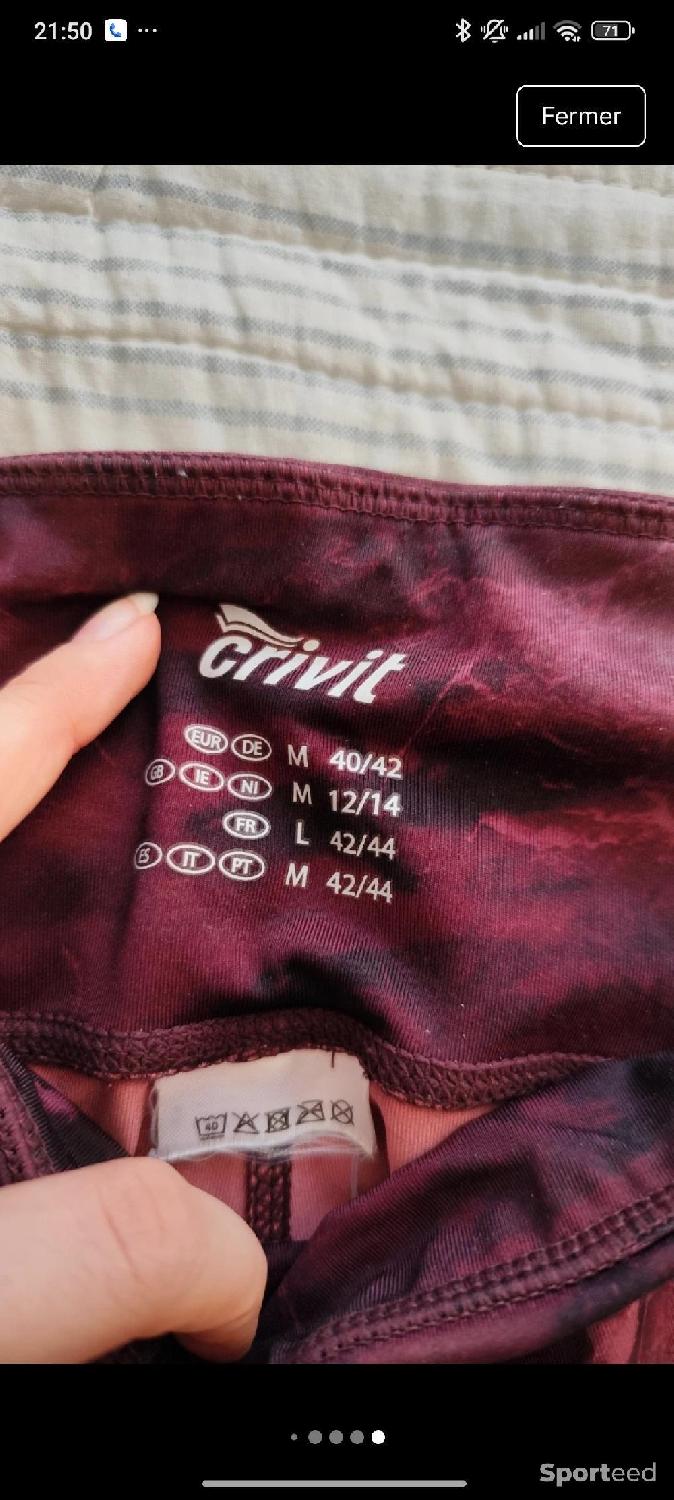 21:50
71
Fermer
crivit
EUR DE M 40/42
GB IE NI M 12/14
FR L 42/44
ES IT PT M 42/44
40
Sporteed